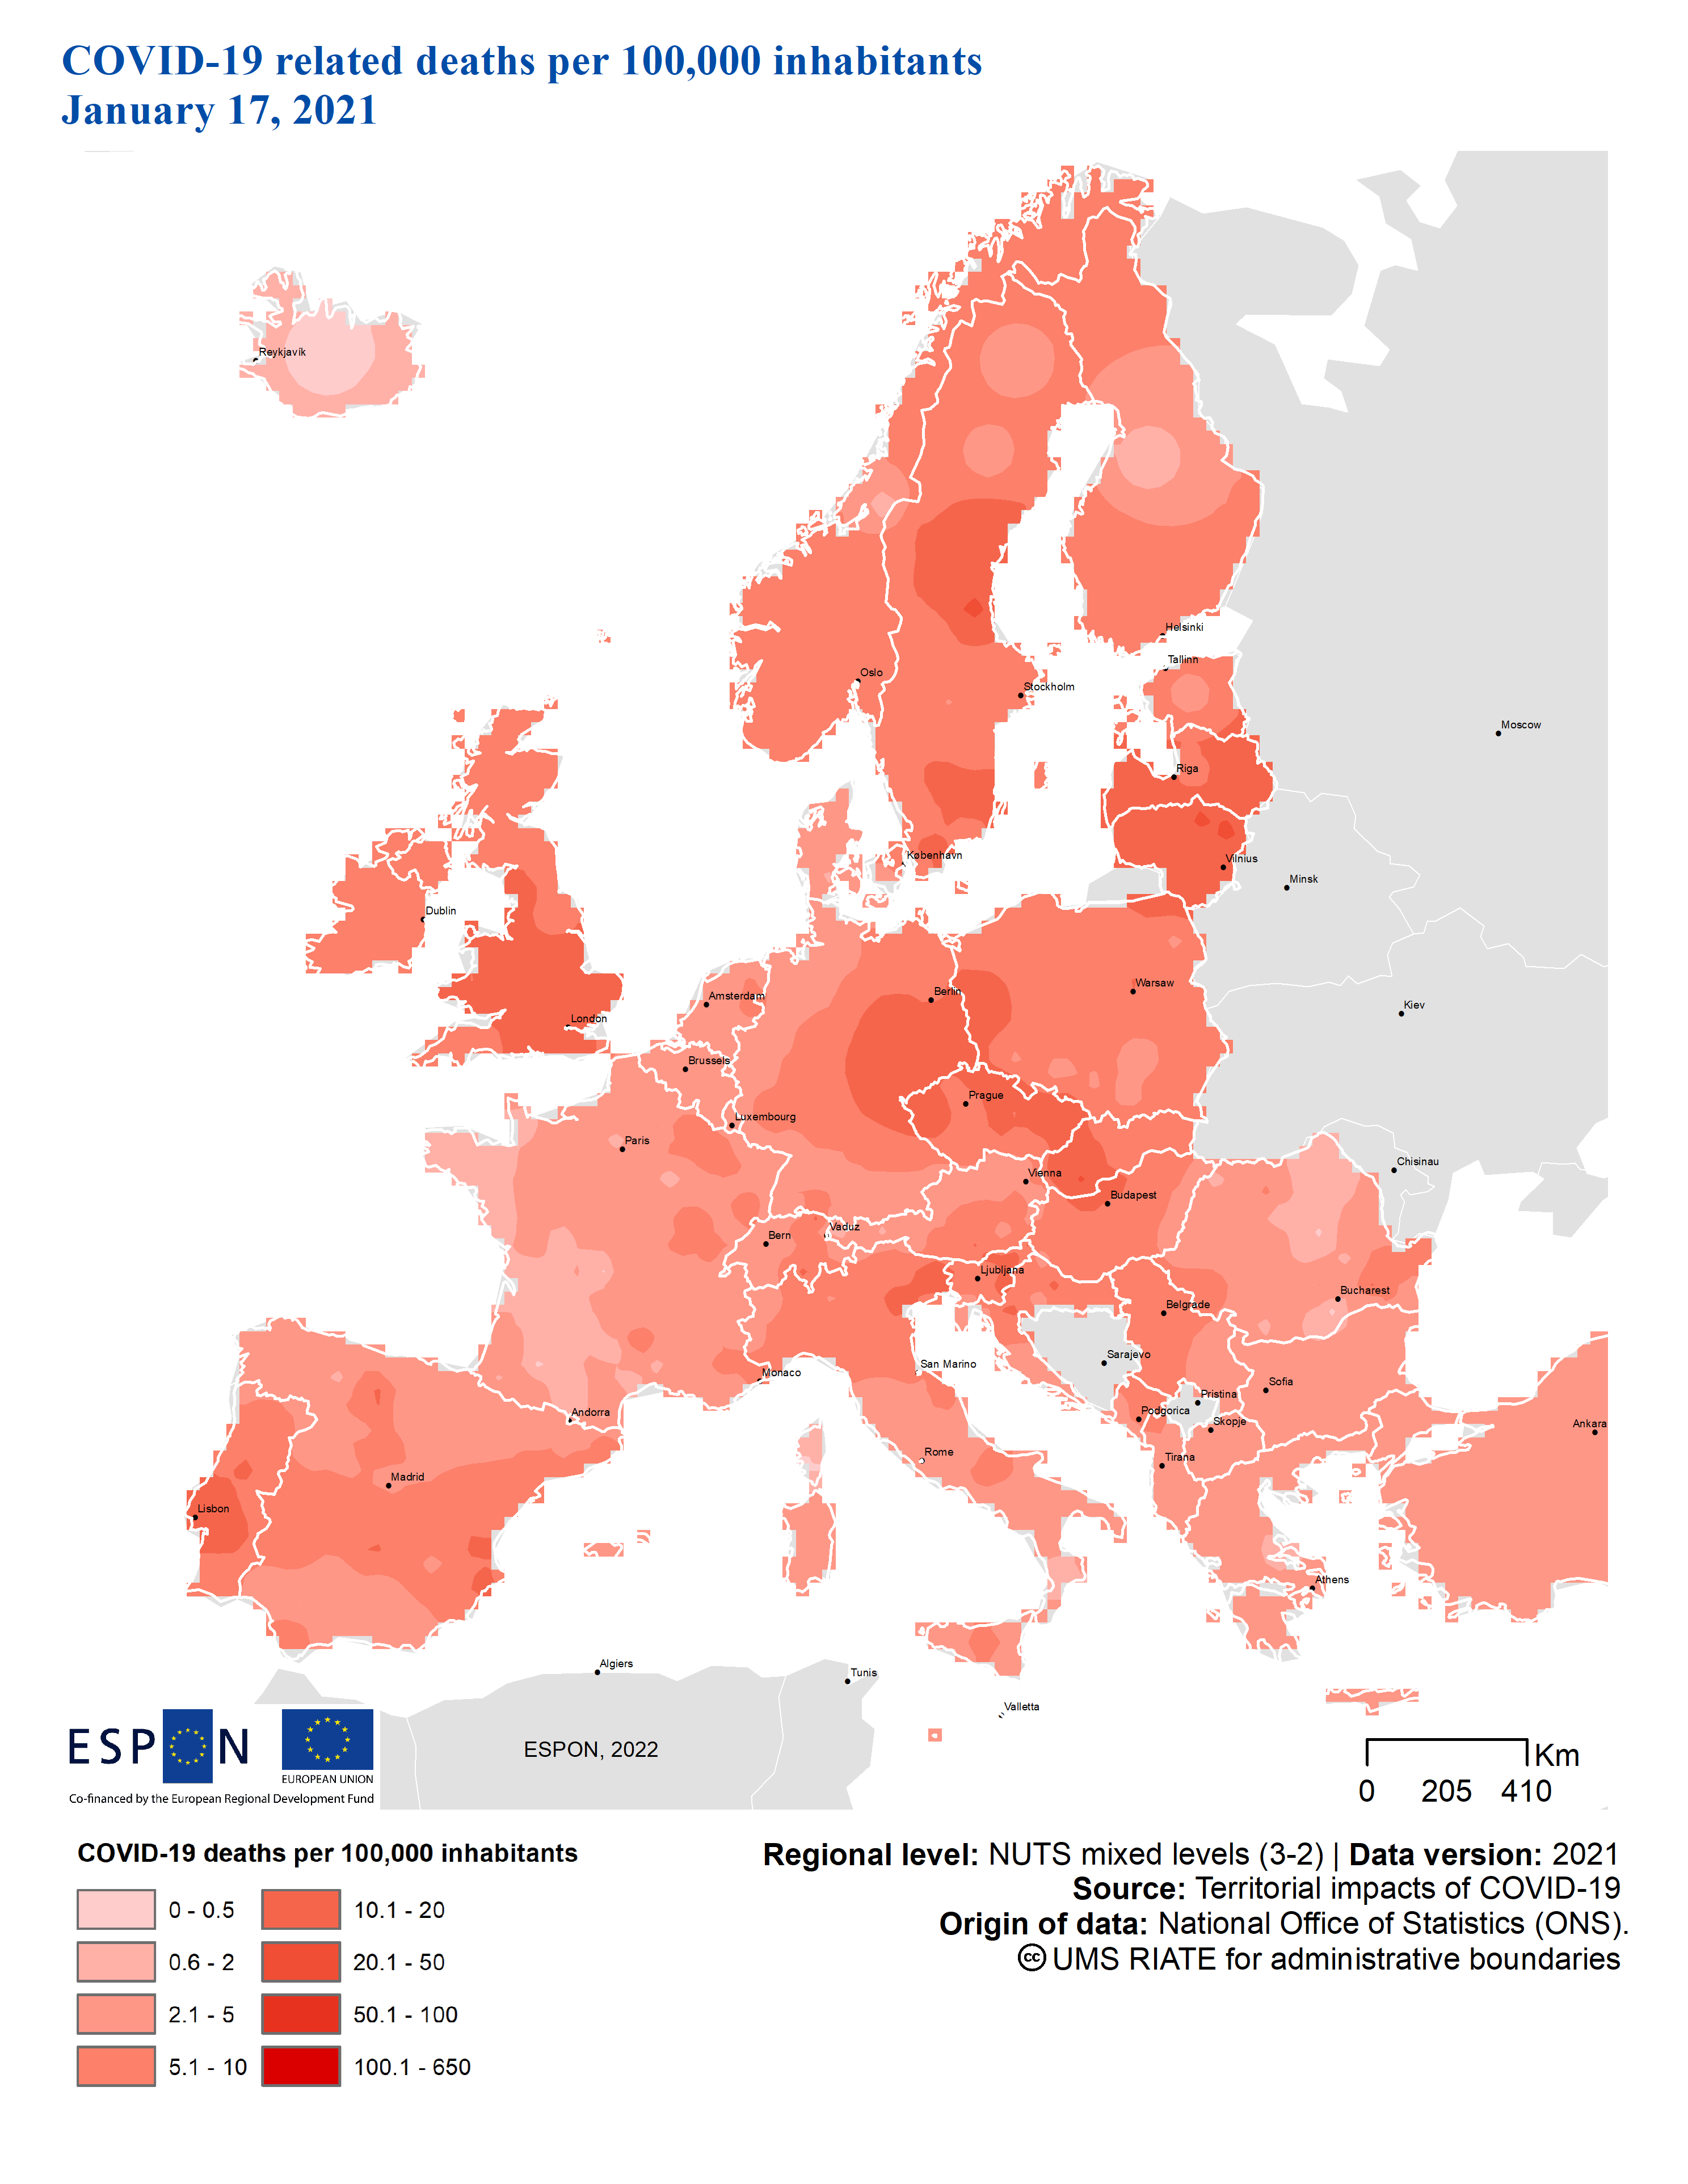 COVID-19 related deaths per 100,000 inhabitants
January 17, 2021
Reykjavík
Helsinki
Tallinn
Oslo
Stockholm
Moscow
Riga
København
Vilnius
Minsk
Dublin
Amsterdam
Berlin
Warsaw
Kiev
London
Brussels
Prague
Luxembourg
Paris
Chisinau
Vienna
Budapest
Vaduz
Bern
Ljubljana
Bucharest
Belgrade
Sarajevo
San Marino
Monaco
Sofia
Pristina
Andorra
Podgorica
Skopje
Ankara
Rome
Tirana
Madrid
Lisbon
Athens
Algiers
Tunis
Valletta
ESPON
EUROPEAN UNION
Co-financed by the European Regional Development Fund
ESPON, 2022
Km
0 205 410
COVID-19 deaths per 100,000 inhabitants
0 - 0.5
0.6 - 2
2.1 - 5
5.1 - 10
10.1 - 20
20.1 - 50
50.1 - 100
100.1 - 650
Regional level: NUTS mixed levels (3-2) | Data version: 2021
Source: Territorial impacts of COVID-19
Origin of data: National Office of Statistics (ONS).
cc UMS RIATE for administrative boundaries